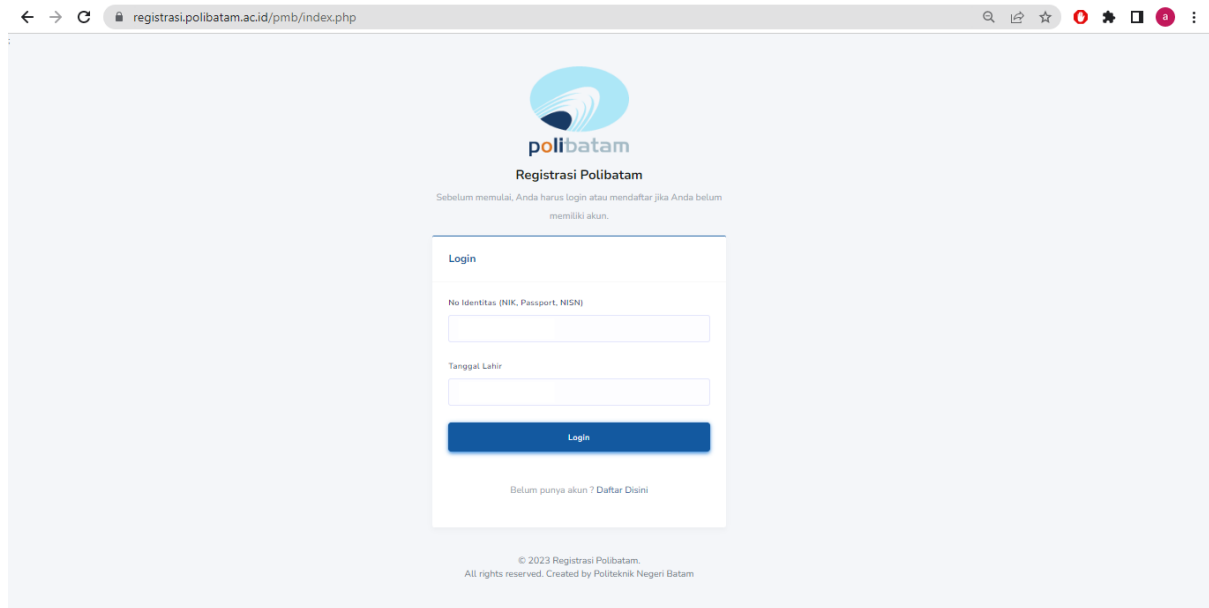 registrasi.polibatam.ac.id/pmb/index.php
a
polibatam
Registrasi Polibatam
Sebelum memulai, Anda harus login atau mendaftar jika Anda belum
memiliki akun.
Login
No Identitas (NIK, Passport, NISN)
Tanggal Lahir
Login
Belum punya akun ? Daftar Disini
© 2023 Registrasi Polibatam.
All rights reserved. Created by Politeknik Negeri Batam